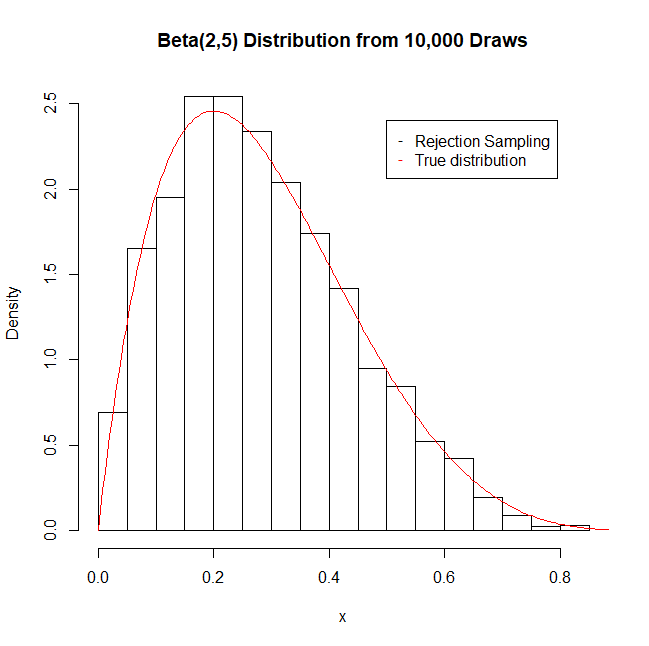 Beta(2,5) Distribution from 10,000 Draws
2.5
2.0
1.5
1.0
0.5
0.0
Density
- Rejection Sampling
- True distribution
0.0 0.2 0.4 0.6 0.8
x